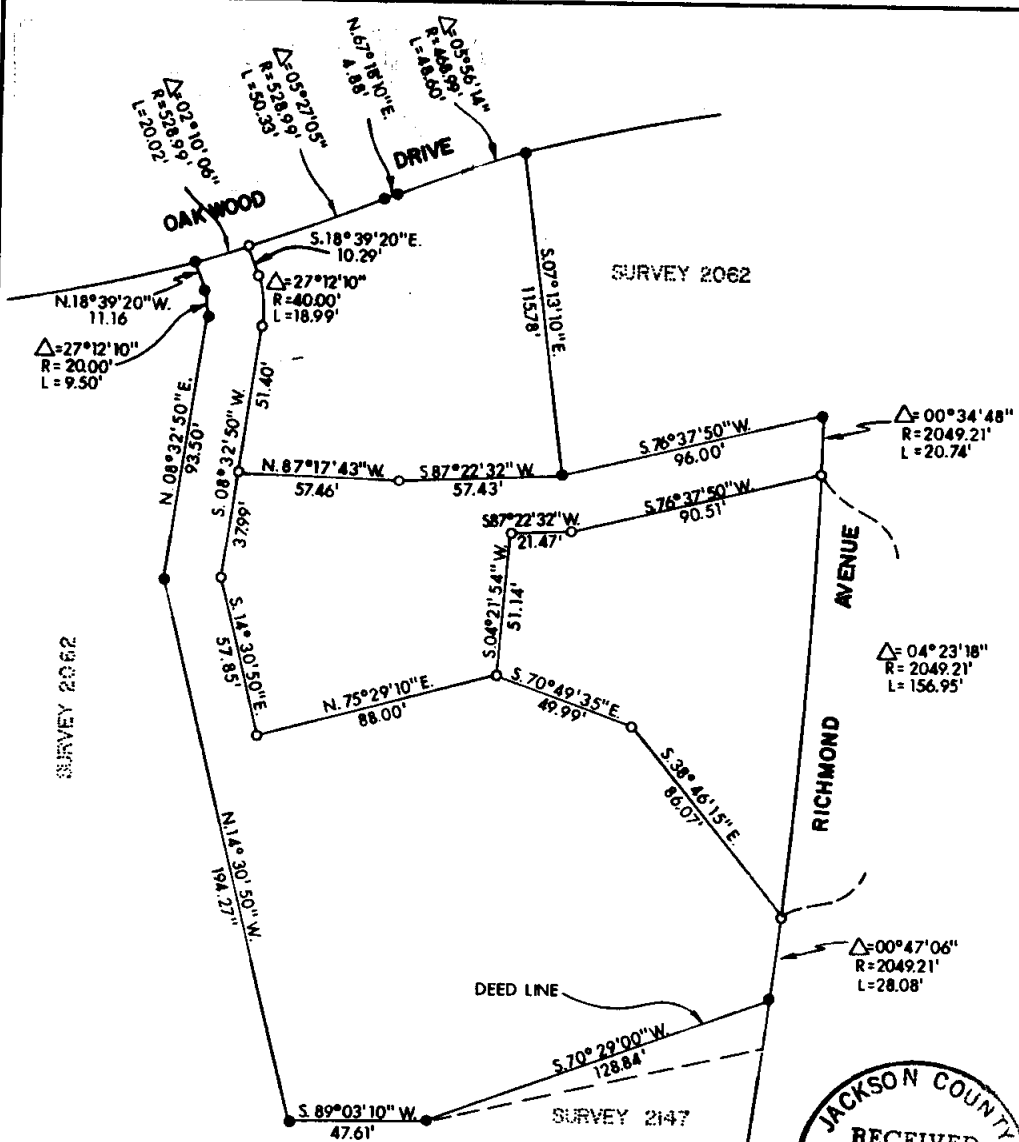 △=02°10'06"
R=528.99'
L=20.02'
△=05°27'05"
R=528.99'
L=50.33'
N.67°18'10"E.
4.88'
△=05°56'14"
R=468.99'
L=48.60'
OAKWOOD DRIVE
S.18°39'20"E.
10.29'
N.18°39'20"W.
11.16
△=27°12'10"
R=40.00'
L=18.99'
△=27°12'10"
R=20.00'
L=9.50'
S.07°13'10"E.
115.78'
SURVEY 2062
N 08°32'50"E.
93.50'
S.08°32'50"W.
51.40'
37.99'
N.87°17'43"W.
57.46'
S.87°22'32"W.
57.43'
S.76°37'50"W.
96.00'
△=00°34'48"
R=2049.21'
L=20.74'
S.76°37'50"W.
90.51'
S.87°22'32"W.
21.47'
S.04°21'54"W.
51.14'
RICHMOND AVENUE
△=04°23'18"
R=2049.21'
L=156.95'
SURVEY 2062
S.14°30'50"E.
57.85'
N.75°29'10"E.
88.00'
S.70°49'35"E.
49.99'
S.38°46'15"E.
86.07'
N.14°30'50"W.
194.27"
△=00°47'06"
R=2049.21'
L=28.08'
DEED LINE
S.70°29'00"W.
128.84'
S.89°03'10"W.
47.61'
SURVEY 2147
JACKSON COUNTY
RECEIVED